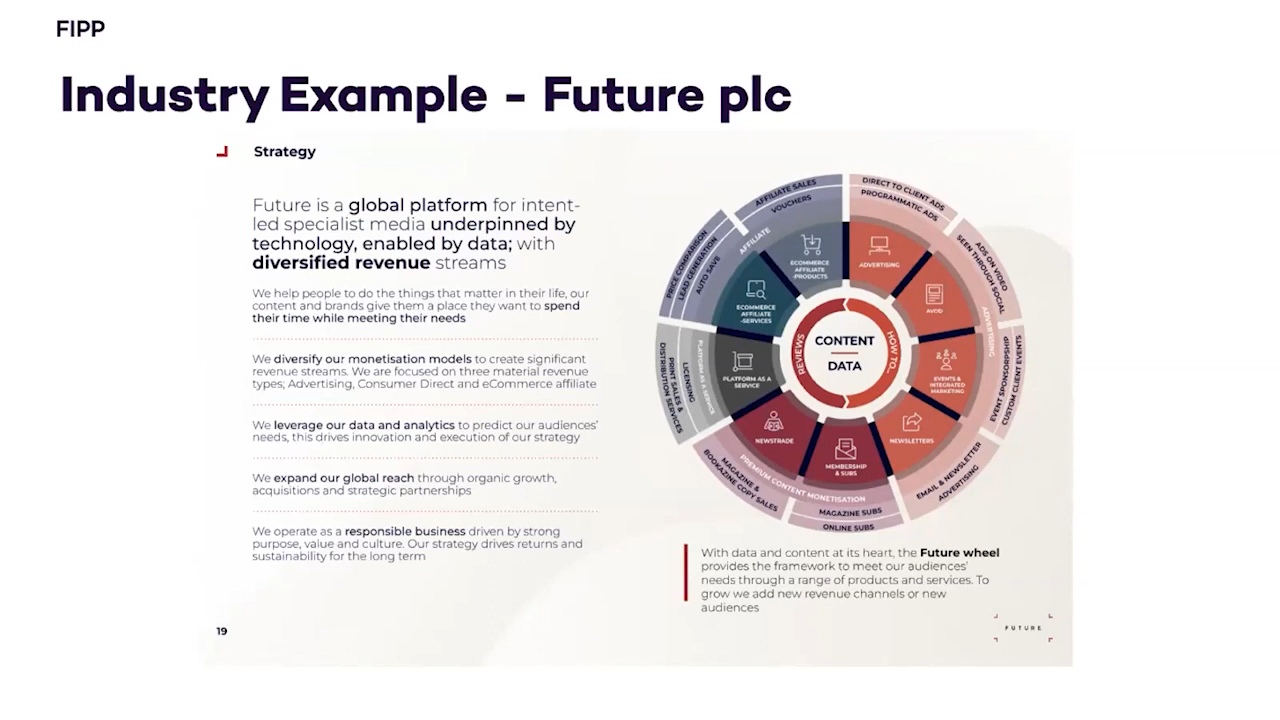 FIPP
Industry Example - Future plc
Strategy
Future is a global platform for intent-
led specialist media underpinned by
technology, enabled by data; with
diversified revenue streams
We help people to do the things that matter in their life, our
content and brands give them a place they want to spend
their time while meeting their needs
We diversify our monetisation models to create significant
revenue streams. We are focused on three material revenue
types; Advertising, Consumer Direct and eCommerce affiliate
We leverage our data and analytics to predict our audiences'
needs, this drives innovation and execution of our strategy
We expand our global reach through organic growth,
acquisitions and strategic partnerships
We operate as a responsible business driven by strong
purpose, value and culture. Our strategy drives returns and
sustainability for the long term
19
CONTENT
DATA
REVIEWS
HOW TO...
ADVERTISING
AVOD
EVENTS &
INTEGRATED
MARKETING
NEWSLETTERS
MEMBERSHIP
& SUBS
NEWSTRADE
PLATFORM AS A
SERVICE
ECOMMERCE
AFFILIATE
-SERVICES
ECOMMERCE
AFFILIATE
-PRODUCTS
DIRECT TO CLIENT ADS
PROGRAMMATIC ADS
ADS ON VIDEO
SEEN THROUGH SOCIAL
ADVERTISING
EVENT SPONSORPSHIP
CUSTOM CLIENT EVENTS
EMAIL & NEWSLETTER
ADVERTISING
PREMIUM CONTENT MONETISATION
MAGAZINE SUBS
ONLINE SUBS
MAGAZINE &
BOOKAZINE COPY SALES
PLATFORM AS A SERVICE
LICENSING
PRINT SALES &
DISTRIBUTION SERVICES
PRICE COMPARISON
LEAD GENERATION
AUTO SAVE
AFFILIATE
AFFILIATE SALES
VOUCHERS
With data and content at its heart, the Future wheel
provides the framework to meet our audiences'
needs through a range of products and services. To
grow we add new revenue channels or new
audiences
FUTURE